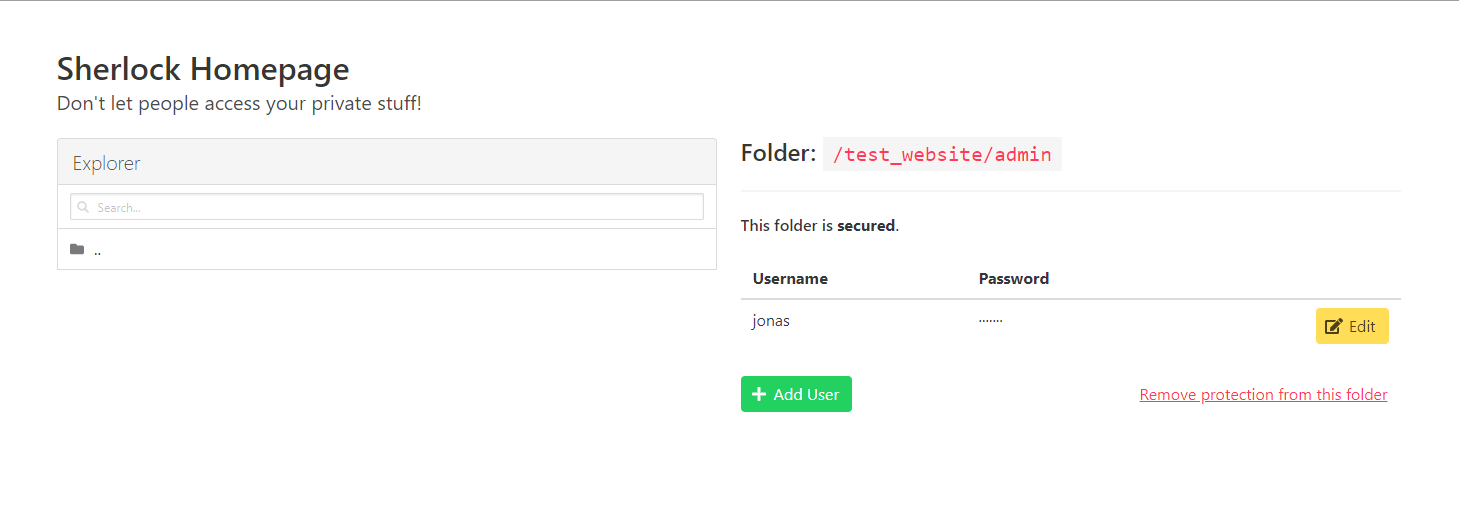 Sherlock Homepage
Don't let people access your private stuff!
Explorer
Search...
..
Folder: /test_website/admin
This folder is secured.
Username Password
jonas ....... Edit
Add User Remove protection from this folder